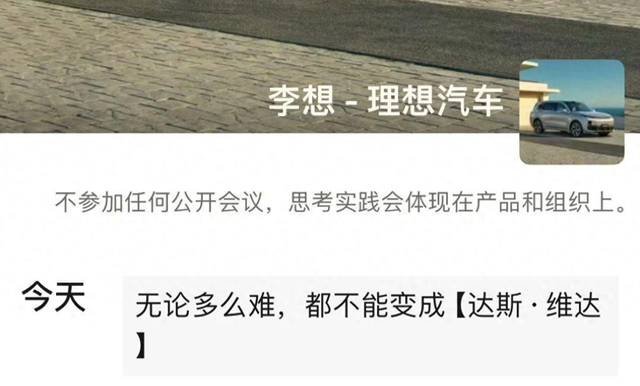 李想 - 理想汽车
不参加任何公开会议，思考实践会体现在产品和组织上。
今天
无论多么难，都不能变成【达斯 · 维达
】